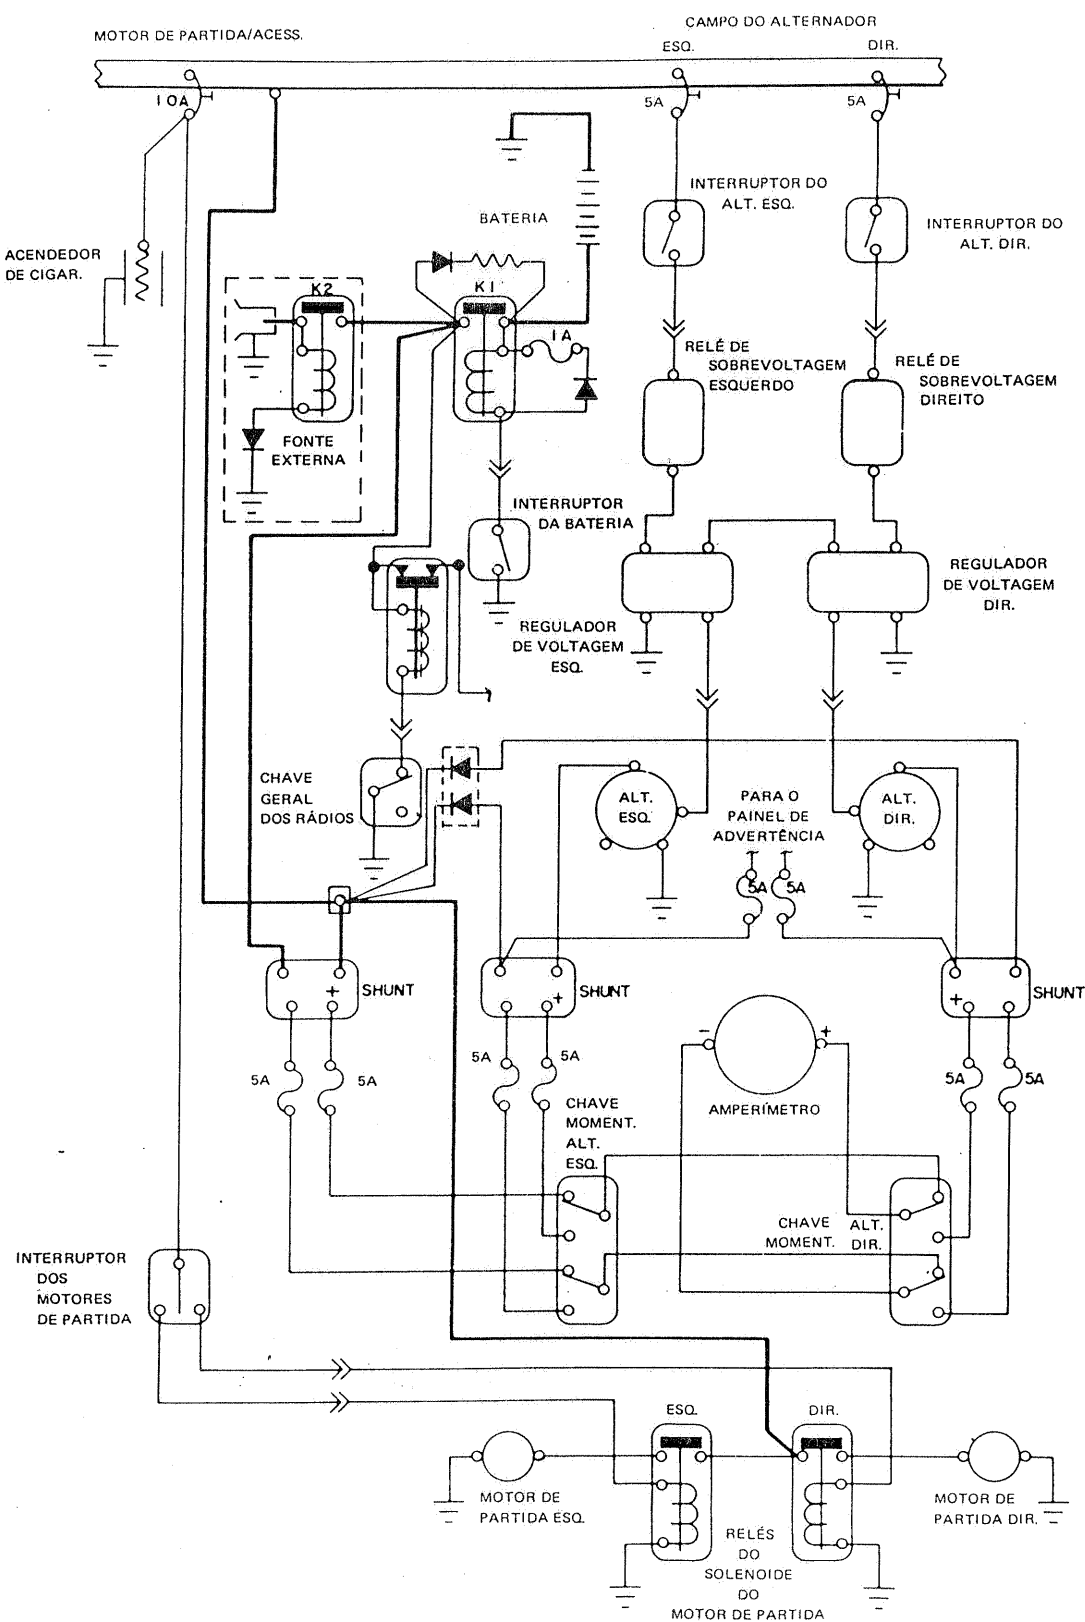 MOTOR DE PARTIDA/ACESS.
CAMPO DO ALTERNADOR
ESQ.
DIR.
10A
5A
5A
INTERRUPTOR DO
ALT. ESQ.
INTERRUPTOR DO
ALT. DIR.
BATERIA
ACENDEDOR
DE CIGAR.
K2
K1
1A
RELÉ DE
SOBREVOLTAGEM
ESQUERDO
RELÉ DE
SOBREVOLTAGEM
DIREITO
FONTE
EXTERNA
INTERRUPTOR
DA BATERIA
REGULADOR
DE VOLTAGEM
ESQ.
REGULADOR
DE VOLTAGEM
DIR.
CHAVE
GERAL
DOS RÁDIOS
ALT.
ESQ.
PARA O
PAINEL DE
ADVERTÊNCIA
ALT.
DIR.
5A
5A
+
SHUNT
+
SHUNT
+
SHUNT
-
+
AMPERÍMETRO
5A
5A
5A
5A
5A
5A
CHAVE
MOMENT.
ALT.
ESQ.
CHAVE
MOMENT.
ALT.
DIR.
INTERRUPTOR
DOS
MOTORES
DE PARTIDA
ESQ.
DIR.
MOTOR DE
PARTIDA ESQ.
MOTOR DE
PARTIDA DIR.
RELÉS
DO
SOLENOIDE
DO
MOTOR DE PARTIDA